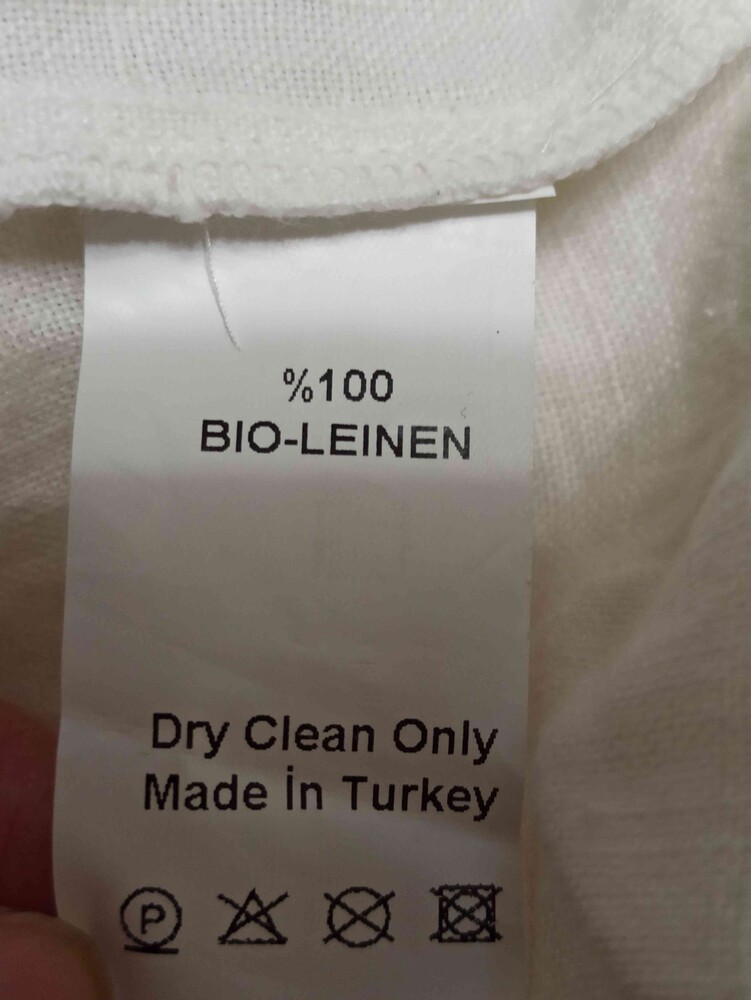 %100
BIO-LEINEN
Dry Clean Only
Made İn Turkey
P